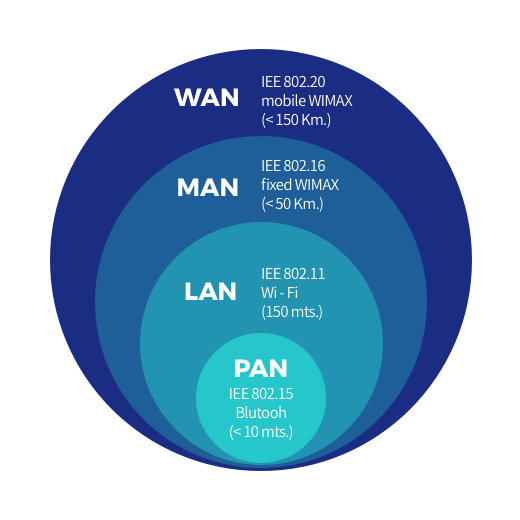 WAN
IEE 802.20
mobile WIMAX
(< 150 Km.)
MAN
IEE 802.16
fixed WIMAX
(< 50 Km.)
LAN
IEE 802.11
Wi - Fi
(150 mts.)
PAN
IEE 802.15
Blutooh
(< 10 mts.)